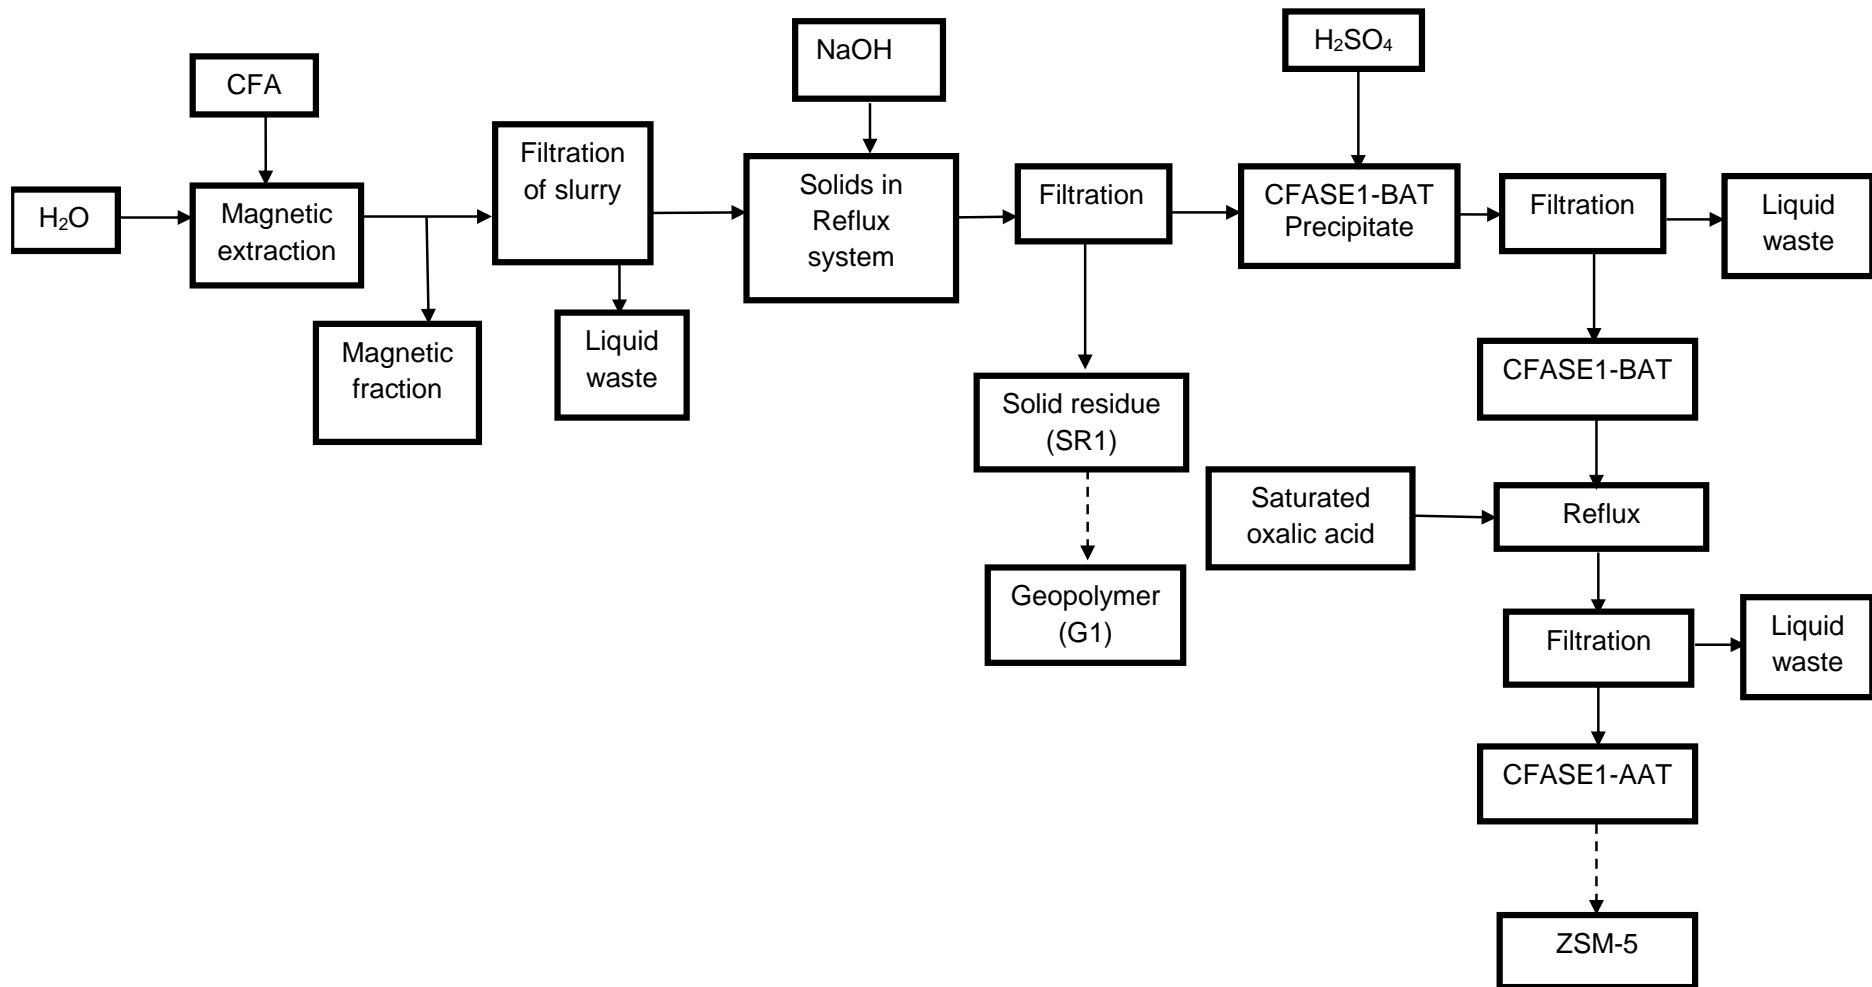 NaOH
H₂SO₄
CFA
Filtration
of slurry
H₂O
Magnetic
extraction
Solids in
Reflux
system
Filtration
CFASE1-BAT
Precipitate
Filtration
Liquid
waste
Magnetic
fraction
Liquid
waste
Solid residue
(SR1)
CFASE1-BAT
Saturated
oxalic acid
Reflux
Geopolymer
(G1)
Filtration
Liquid
waste
CFASE1-AAT
ZSM-5